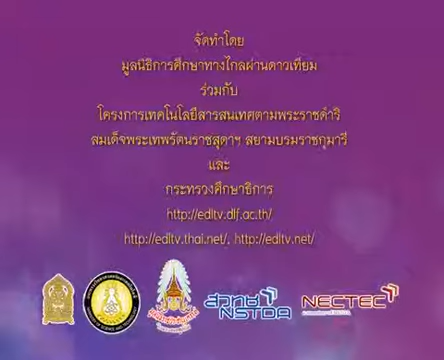 จัดทำโดย
มูลนิธิการศึกษาทางไกลผ่านดาวเทียม
ร่วมกับ
โครงการเทคโนโลยีสารสนเทศตามพระราชดำริ
สมเด็จพระเทพรัตนราชสุดาฯ สยามบรมราชกุมารี
และ
กระทรวงศึกษาธิการ
http://edltv.dlf.ac.th/
http://edltv.thai.net/, http://edltv.net/
สวทช
NSTDA
NECTEC